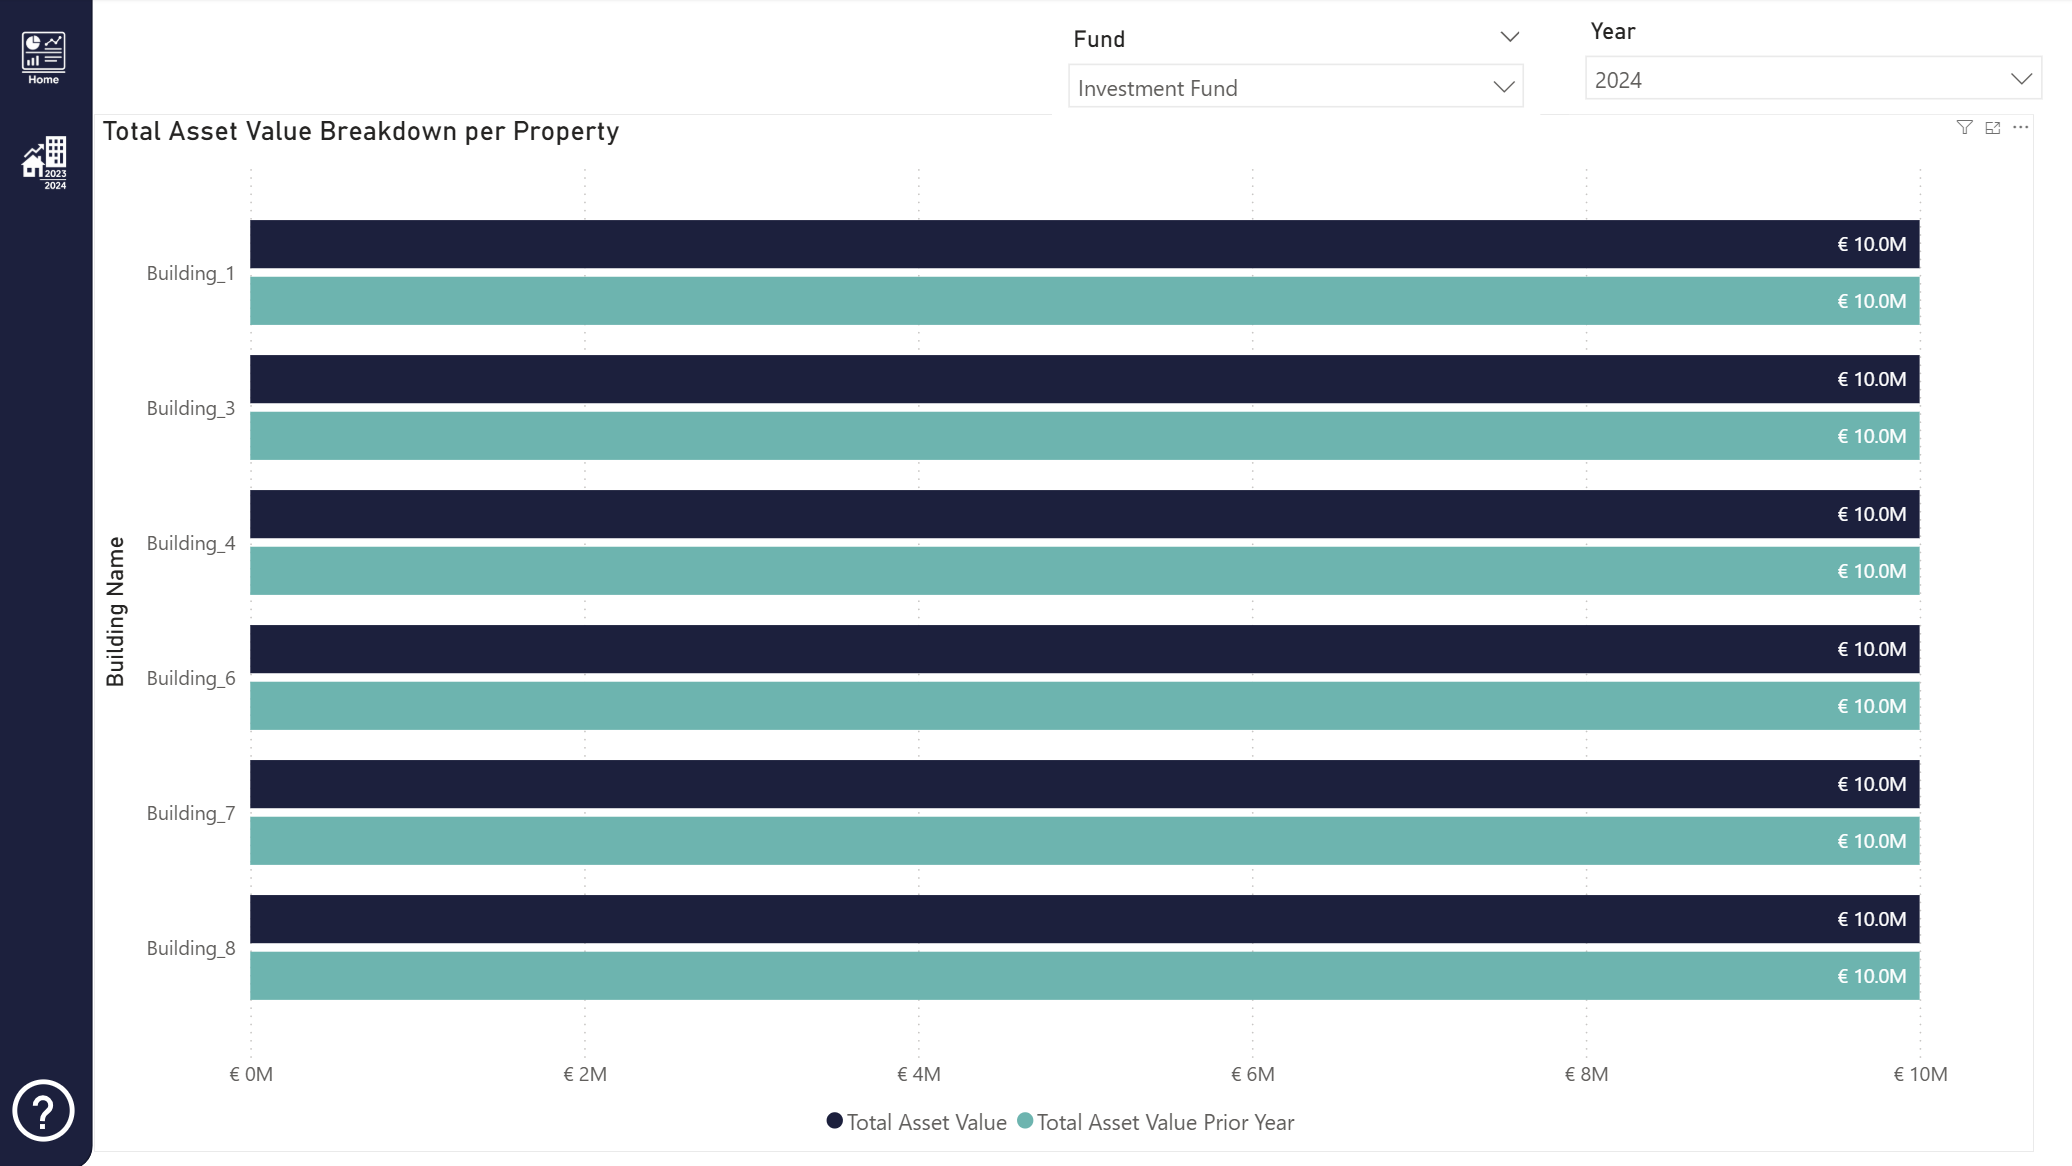 Home
2023
2024
Fund
Investment Fund
Year
2024
Total Asset Value Breakdown per Property
Building Name
Building_1
€ 10.0M
€ 10.0M
Building_3
€ 10.0M
€ 10.0M
Building_4
€ 10.0M
€ 10.0M
Building_6
€ 10.0M
€ 10.0M
Building_7
€ 10.0M
€ 10.0M
Building_8
€ 10.0M
€ 10.0M
€ 0M € 2M € 4M € 6M € 8M € 10M
Total Asset Value Total Asset Value Prior Year
?